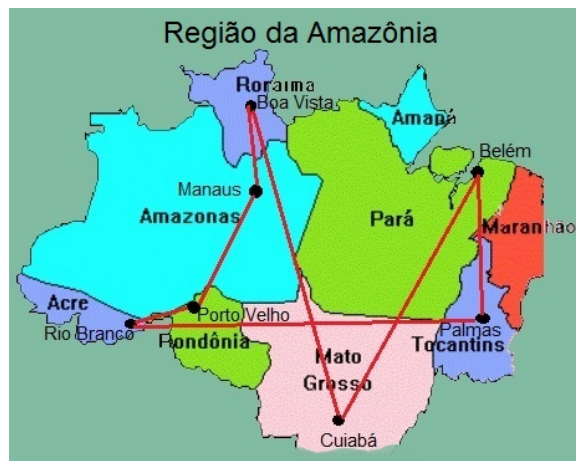 Região da Amazônia
Roraima
Boa Vista
Amapá
Belém
Manaus
Amazonas
Pará
Maranhão
Acre
Porto Velho
Rio Branco
Palmas
Rondônia
Tocantins
Mato
Grosso
Cuiabá